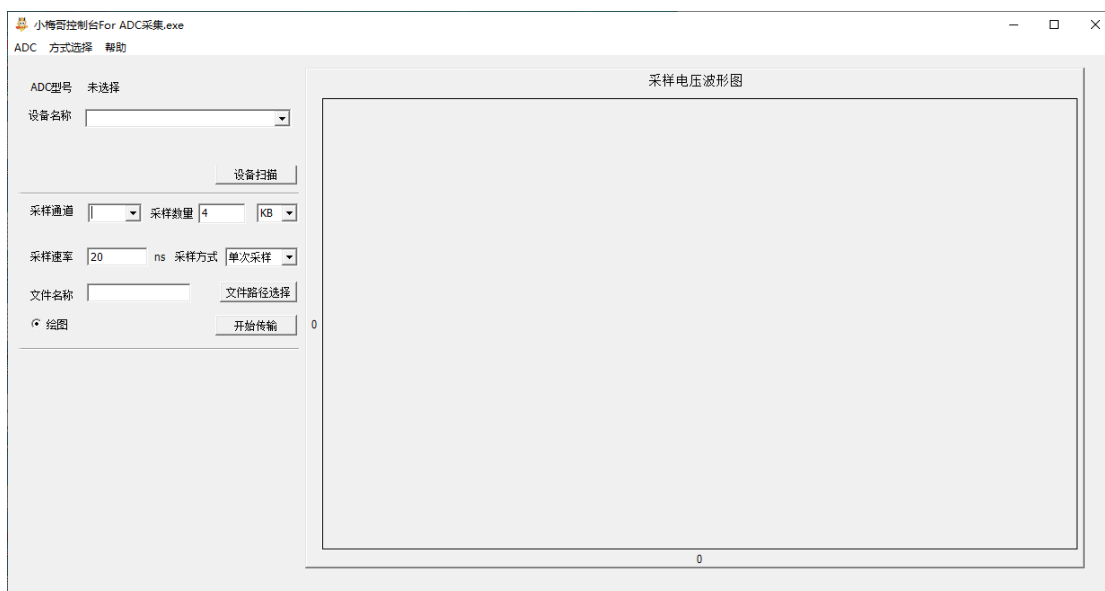 小梅哥控制台For ADC采集.exe
ADC 方式选择 帮助
ADC型号 未选择
设备名称
设备扫描
采样通道 采样数量 4 KB
采样速率 20 ns 采样方式 单次采样
文件名称 文件路径选择
绘图 开始传输
采样电压波形图
0
0